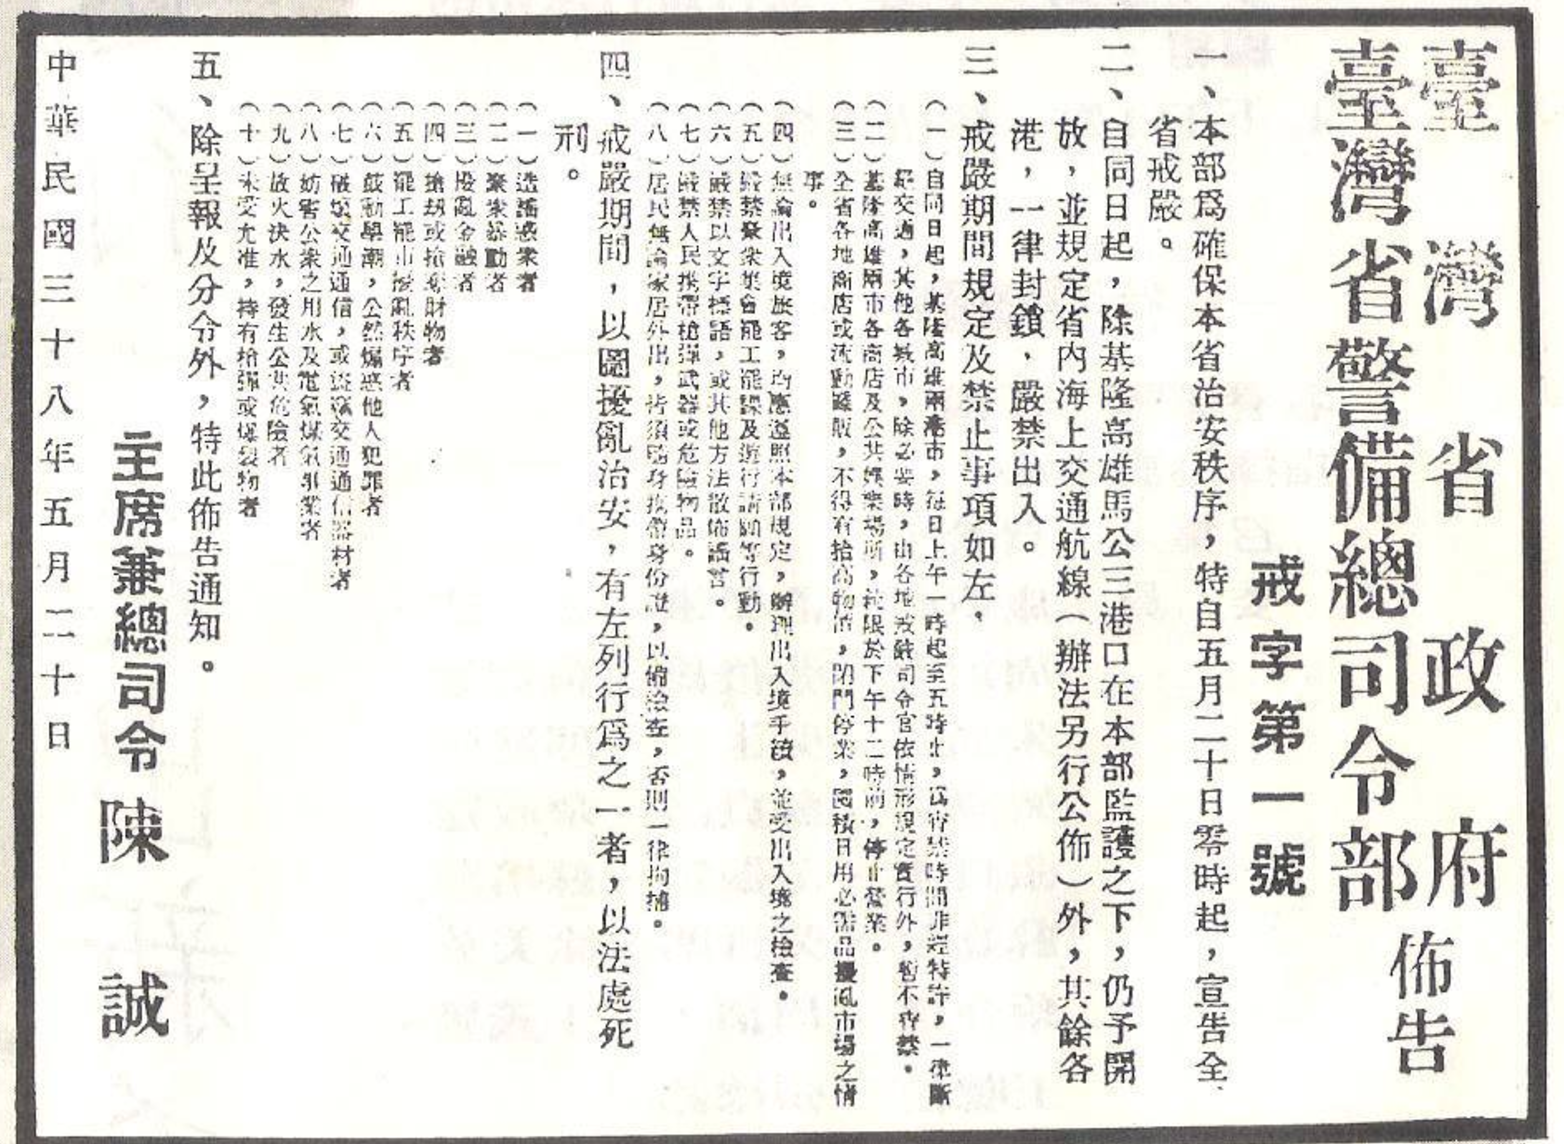 臺灣省政府
臺灣省警備總司令部
佈告
戒字第一號
一、本部爲確保本省治安秩序，特自五月二十日零時起，宣告全
省戒嚴。
二、自同日起，除基隆高雄馬公三港口在本部監護之下，仍予開
放，並規定省內海上交通航線（辦法另行公佈）外，其餘各
港，一律封鎖，嚴禁出入。
三、戒嚴期間規定及禁止事項如左，
（一）自同日起，基隆高雄兩港市，每日上午一時起至五時止，爲宵禁時間非經特許，一律斷
絕交通，其他各城市，除必要時，由各地戒嚴司令官依情形規定實行外，暫不宵禁。
（二）基隆高雄兩市各商店及公共娛樂場所，統限於下午十二時前，停止營業。
（三）全省各地商店或流動攤販，不得有抬高物價，閉門停業，囤積日用必需品擾亂市場之情
事。
（四）無論出入境旅客，均應遵照本部規定，辦理出入境手續，並受出入境之檢查。
（五）嚴禁聚衆集會罷工罷課及遊行請願等行動。
（六）嚴禁以文字標語，或其他方法散佈謠言。
（七）嚴禁人民携帶槍彈武器或危險物品。
（八）居民無論家居外出，皆須隨身攜帶身份證，以備檢查，否則一律拘捕。
四、戒嚴期間，以圖擾亂治安，有左列行爲之一者，以法處死
刑。
（一）造謠惑衆者
（二）聚衆暴動者
（三）擾亂金融者
（四）搶劫或搶奪財物者
（五）罷工罷市擾亂秩序者
（六）鼓動學潮，公然煽惑他人犯罪者
（七）破壞交通通信，或盜竊交通通信器材者
（八）妨害公衆之用水及電氣煤氣事業者
（九）放火決水，發生公共危險者
（十）未受允准，持有槍彈或爆裂物者
五、除呈報及分令外，特此佈告通知。
主席兼總司令 陳 誠
中華民國三十八年五月二十日